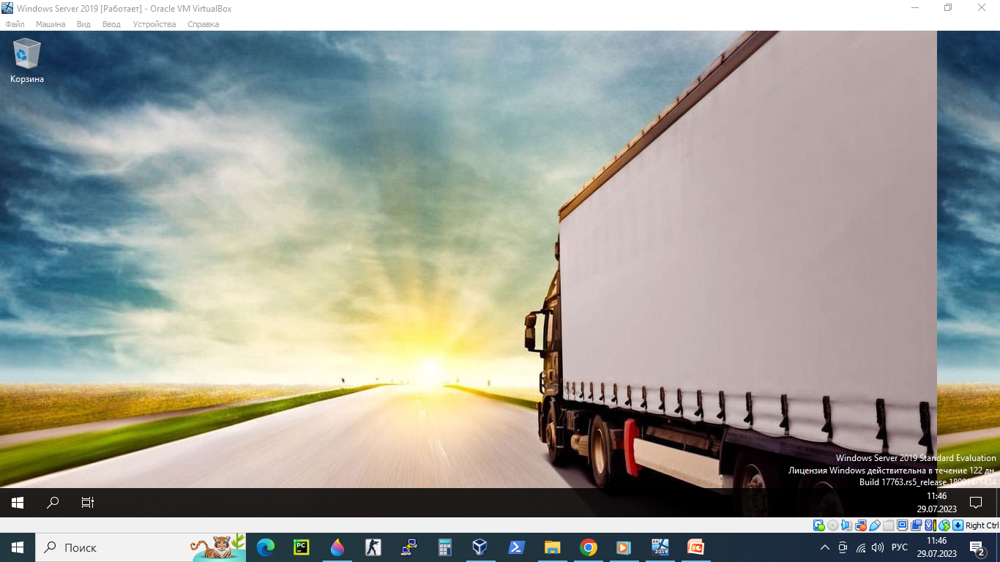 Windows Server 2019 [Работает] - Oracle VM VirtualBox
Файл Машина Вид Ввод Устройства Справка
Корзина
Windows Server 2019 Standard Evaluation
Лицензия Windows действительна в течение 122 дн.
Build 17763.rs5_release.180914-1434
11:46
29.07.2023
Right Ctrl
Поиск
PC
64
2019
РУС
11:46
29.07.2023
2